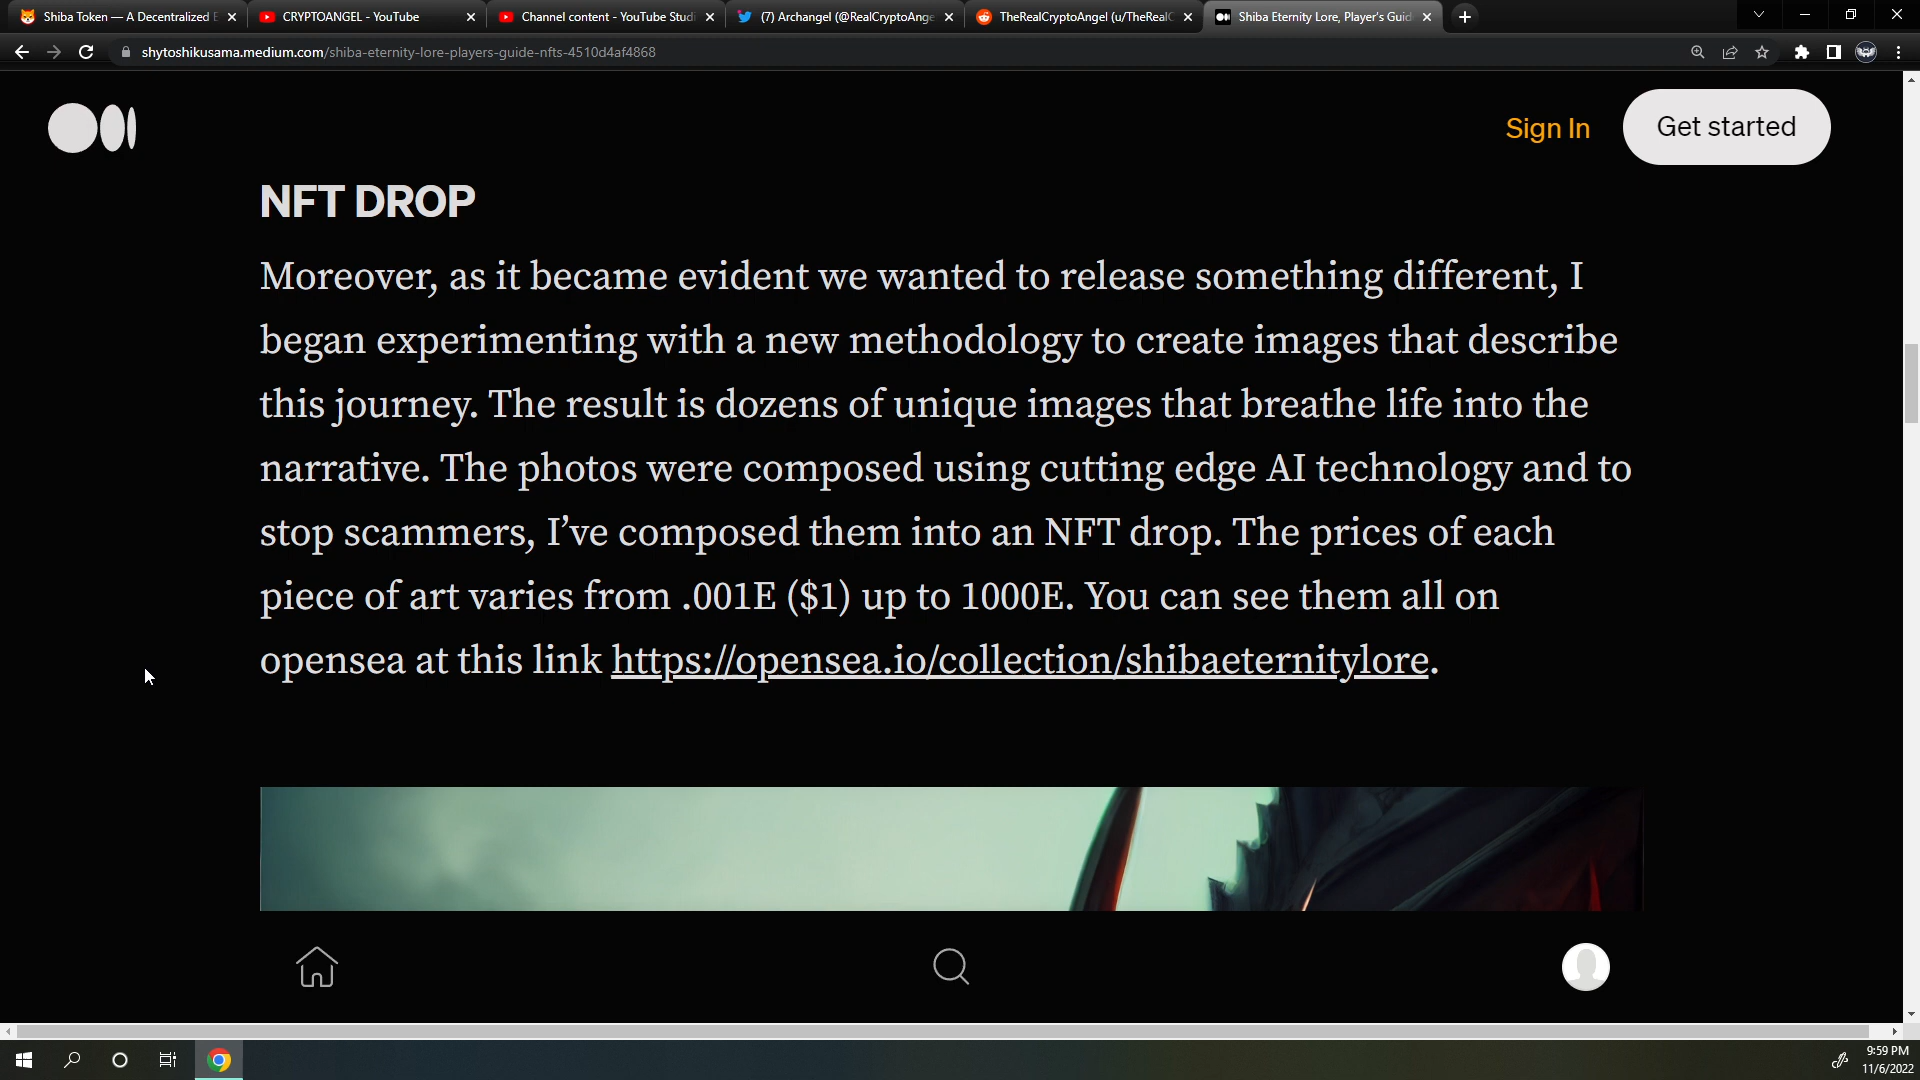 Shiba Token — A Decentralized E
CRYPTOANGEL - YouTube
Channel content - YouTube Studi
(7) Archangel (@RealCryptoAnge
TheRealCryptoAngel (u/TheRealC
Shiba Eternity Lore, Player's Guid
shytoshikusama.medium.com/shiba-eternity-lore-players-guide-nfts-4510d4af4868
Sign In
Get started
NFT DROP
Moreover, as it became evident we wanted to release something different, I
began experimenting with a new methodology to create images that describe
this journey. The result is dozens of unique images that breathe life into the
narrative. The photos were composed using cutting edge AI technology and to
stop scammers, I’ve composed them into an NFT drop. The prices of each
piece of art varies from .001E ($1) up to 1000E. You can see them all on
opensea at this link https://opensea.io/collection/shibaeternitylore.
9:59 PM
11/6/2022